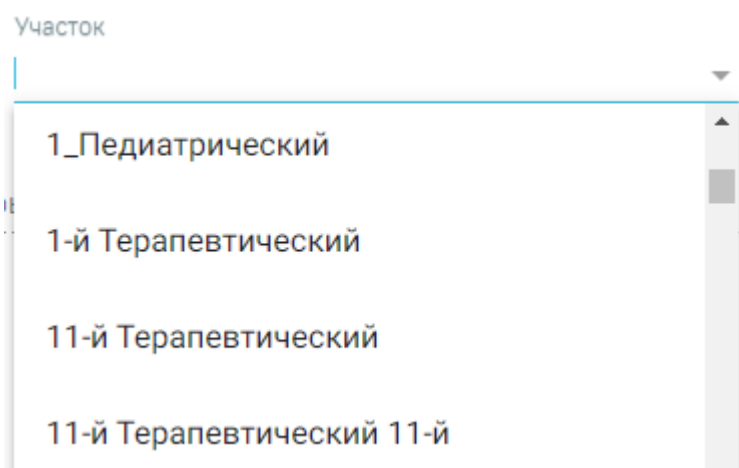 Участок
1_Педиатрический
1-й Терапевтический
11-й Терапевтический
11-й Терапевтический 11-й